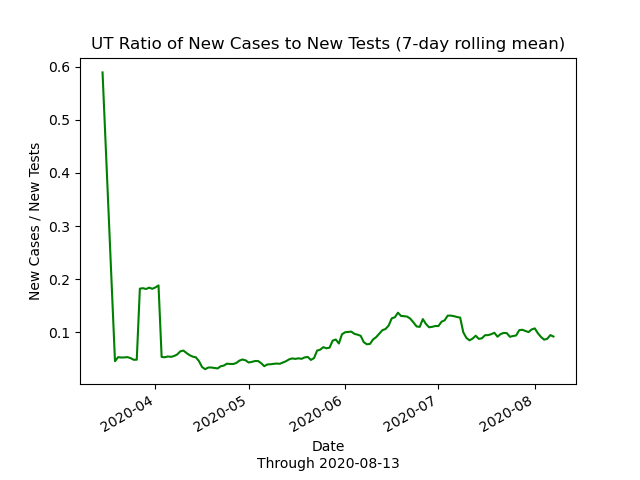 UT Ratio of New Cases to New Tests (7-day rolling mean)
0.6
0.5
0.4
0.3
0.2
0.1
New Cases / New Tests
2020-04
2020-05
2020-06
2020-07
2020-08
Date
Through 2020-08-13